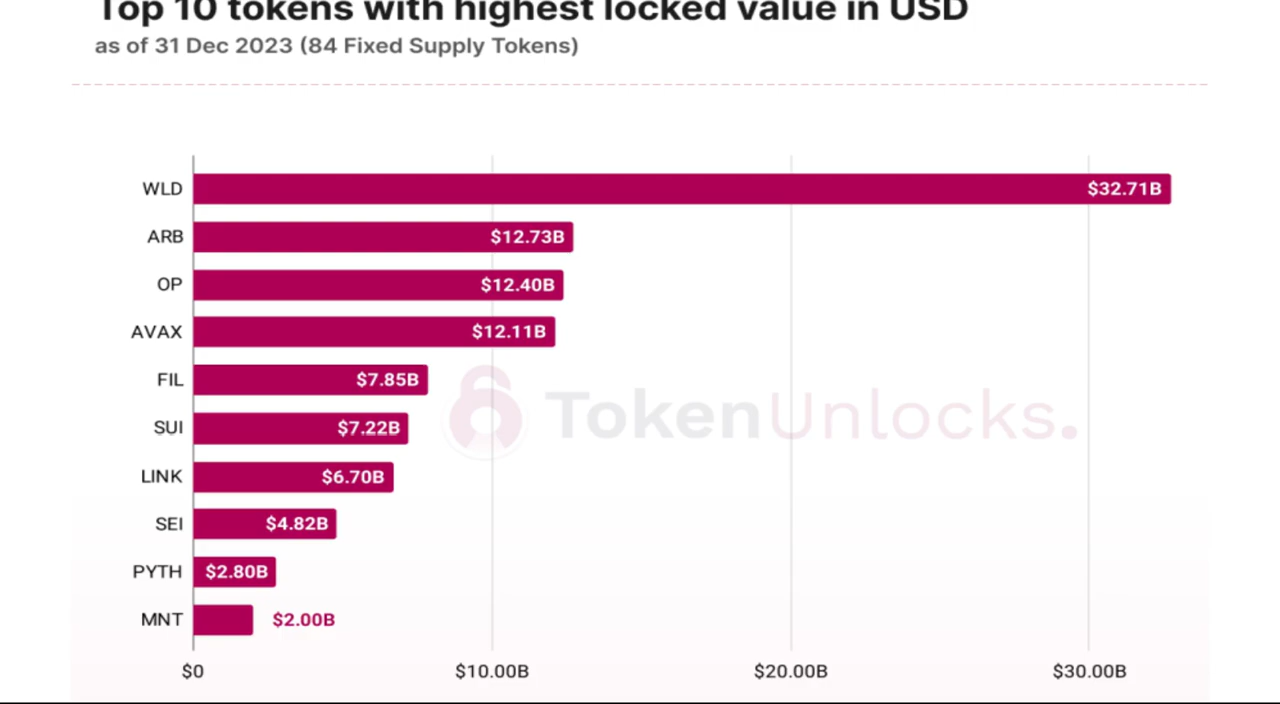 Top 10 tokens with highest locked value in USD
as of 31 Dec 2023 (84 Fixed Supply Tokens)
WLD $32.71B
ARB $12.73B
OP $12.40B
AVAX $12.11B
FIL $7.85B
SUI $7.22B
LINK $6.70B
SEI $4.82B
PYTH $2.80B
MNT $2.00B
$0 $10.00B $20.00B $30.00B
TokenUnlocks.